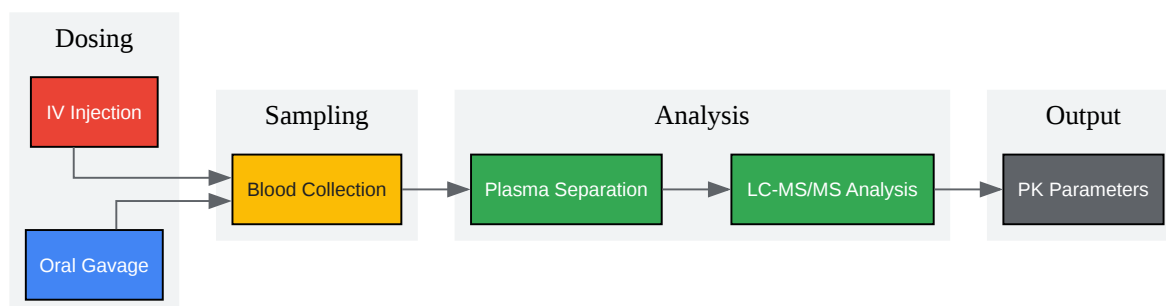 Dosing
IV Injection
Oral Gavage
Sampling
Blood Collection
Analysis
Plasma Separation
LC-MS/MS Analysis
Output
PK Parameters